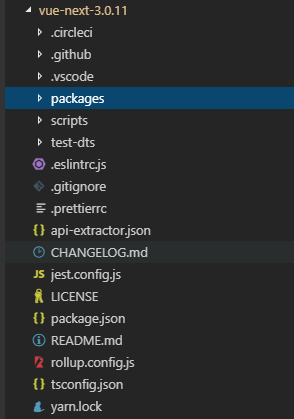 vue-next-3.0.11
.circleci
.github
.vscode
packages
scripts
test-dts
.eslintrc.js
.gitignore
.prettierrc
{} api-extractor.json
CHANGELOG.md
JS jest.config.js
LICENSE
{} package.json
README.md
rollup.config.js
{} tsconfig.json
yarn.lock